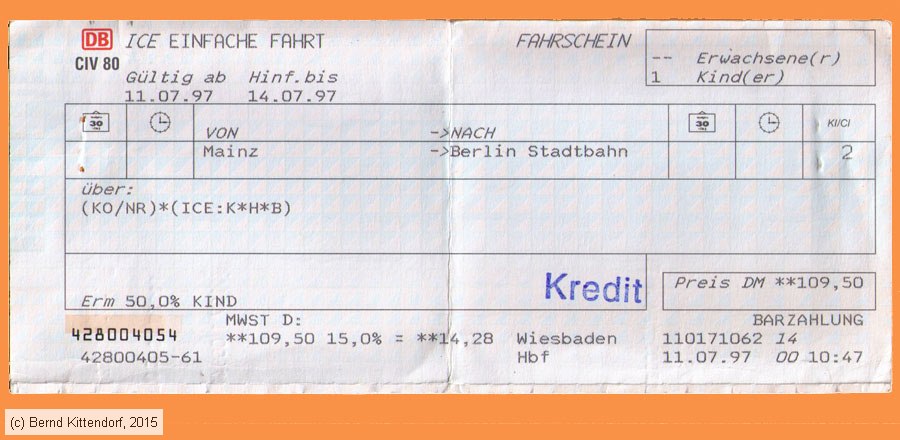 DB ICE EINFACHE FAHRT FAHRSCHEIN
CIV 80 -- Erwachsene(r)
Gültig ab Hinf.bis 1 Kind(er)
11.07.97 14.07.97
30 VON ->NACH 30 Kl/Cl
Mainz ->Berlin Stadtbahn 2
über:
(KO/NR)*(ICE:K*H*B)
Kredit Preis DM **109,50
Erm 50,0% KIND
MWST D: BARZAHLUNG
428004054 **109,50 15,0% = **14,28 Wiesbaden 110171062 14
42800405-61 Hbf 11.07.97 00 10:47
(c) Bernd Kittendorf, 2015